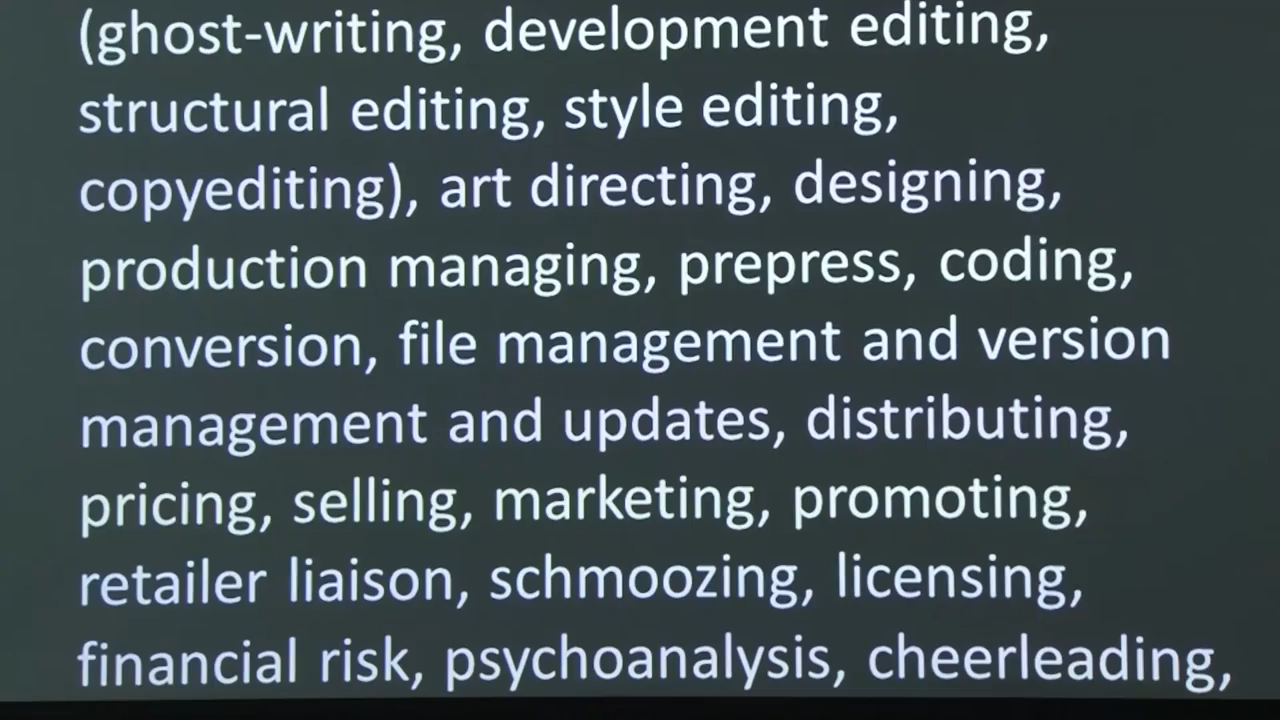 (ghost-writing, development editing,
structural editing, style editing,
copyediting), art directing, designing,
production managing, prepress, coding,
conversion, file management and version
management and updates, distributing,
pricing, selling, marketing, promoting,
retailer liaison, schmoozing, licensing,
financial risk, psychoanalysis, cheerleading,